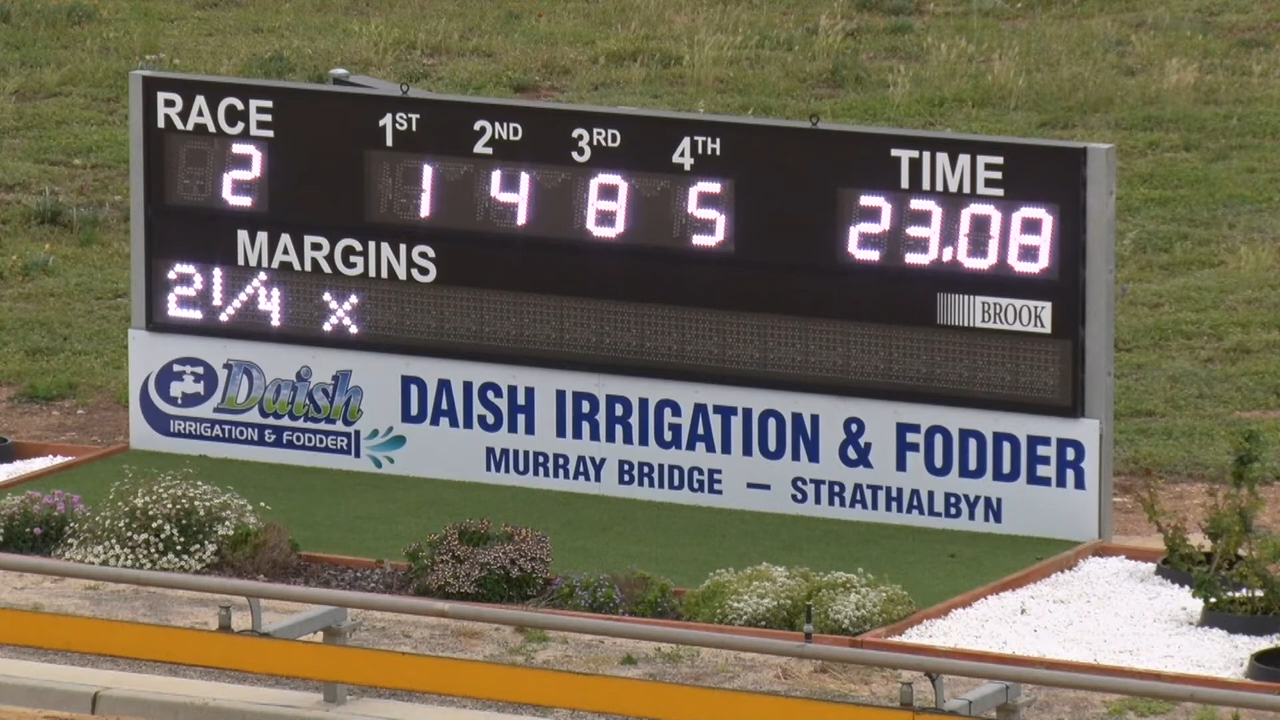 RACE 1ST 2ND 3RD 4TH TIME
2 1 4 8 5 23.08
MARGINS
2 1/4 X
BROOK
Daish
IRRIGATION & FODDER
DAISH IRRIGATION & FODDER
MURRAY BRIDGE – STRATHALBYN